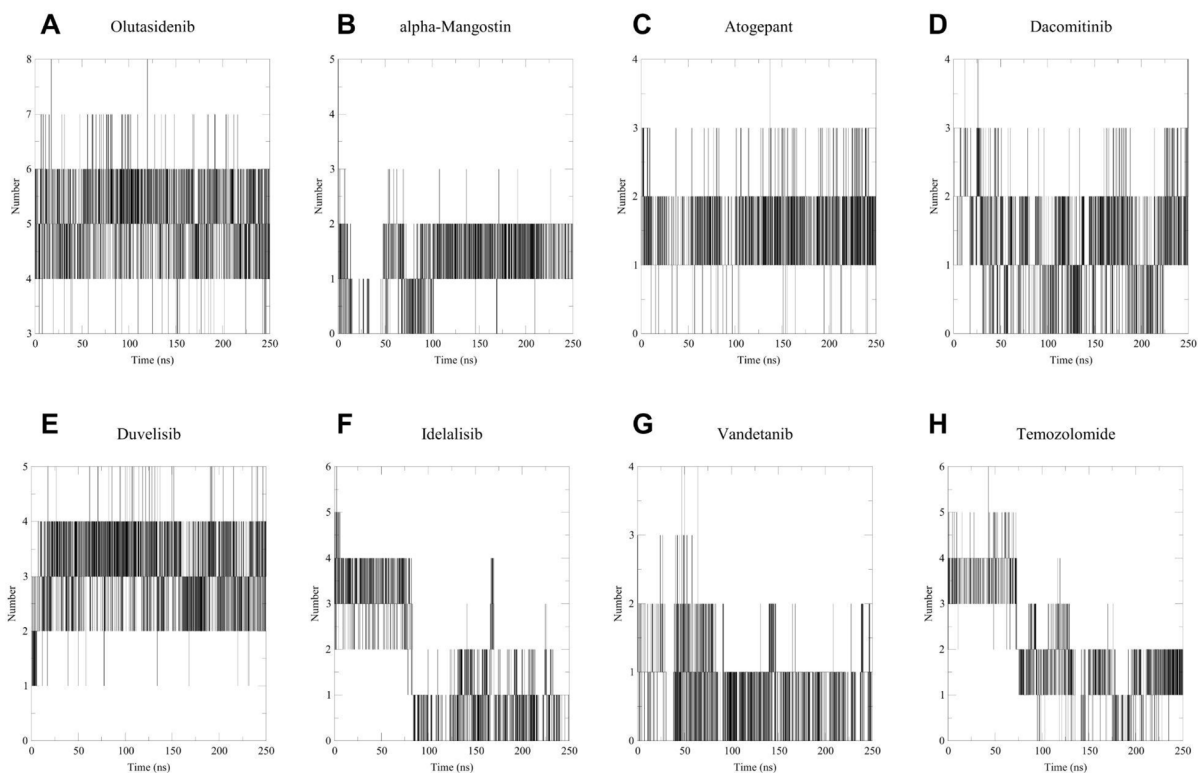 A Olutasidenib
8
7
6
5
4
3
Number
0 50 100 150 200 250
Time (ns)
B alpha-Mangostin
5
4
3
2
1
0
Number
0 50 100 150 200 250
Time (ns)
C Atogepant
4
3
2
1
0
Number
0 50 100 150 200 250
Time (ns)
D Dacomitinib
4
3
2
1
0
Number
0 50 100 150 200 250
Time (ns)
E Duvelisib
5
4
3
2
1
0
Number
0 50 100 150 200 250
Time (ns)
F Idelalisib
6
5
4
3
2
1
0
Number
0 50 100 150 200 250
Time (ns)
G Vandetanib
4
3
2
1
0
Number
0 50 100 150 200 250
Time (ns)
H Temozolomide
6
5
4
3
2
1
0
Number
0 50 100 150 200 250
Time (ns)